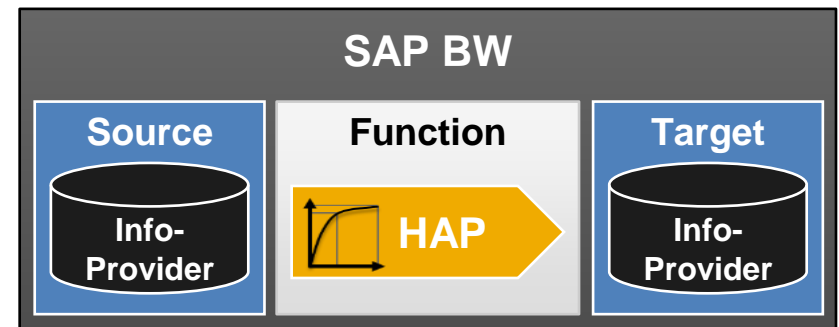 SAP BW
Source
Info-
Provider
Function
HAP
Target
Info-
Provider